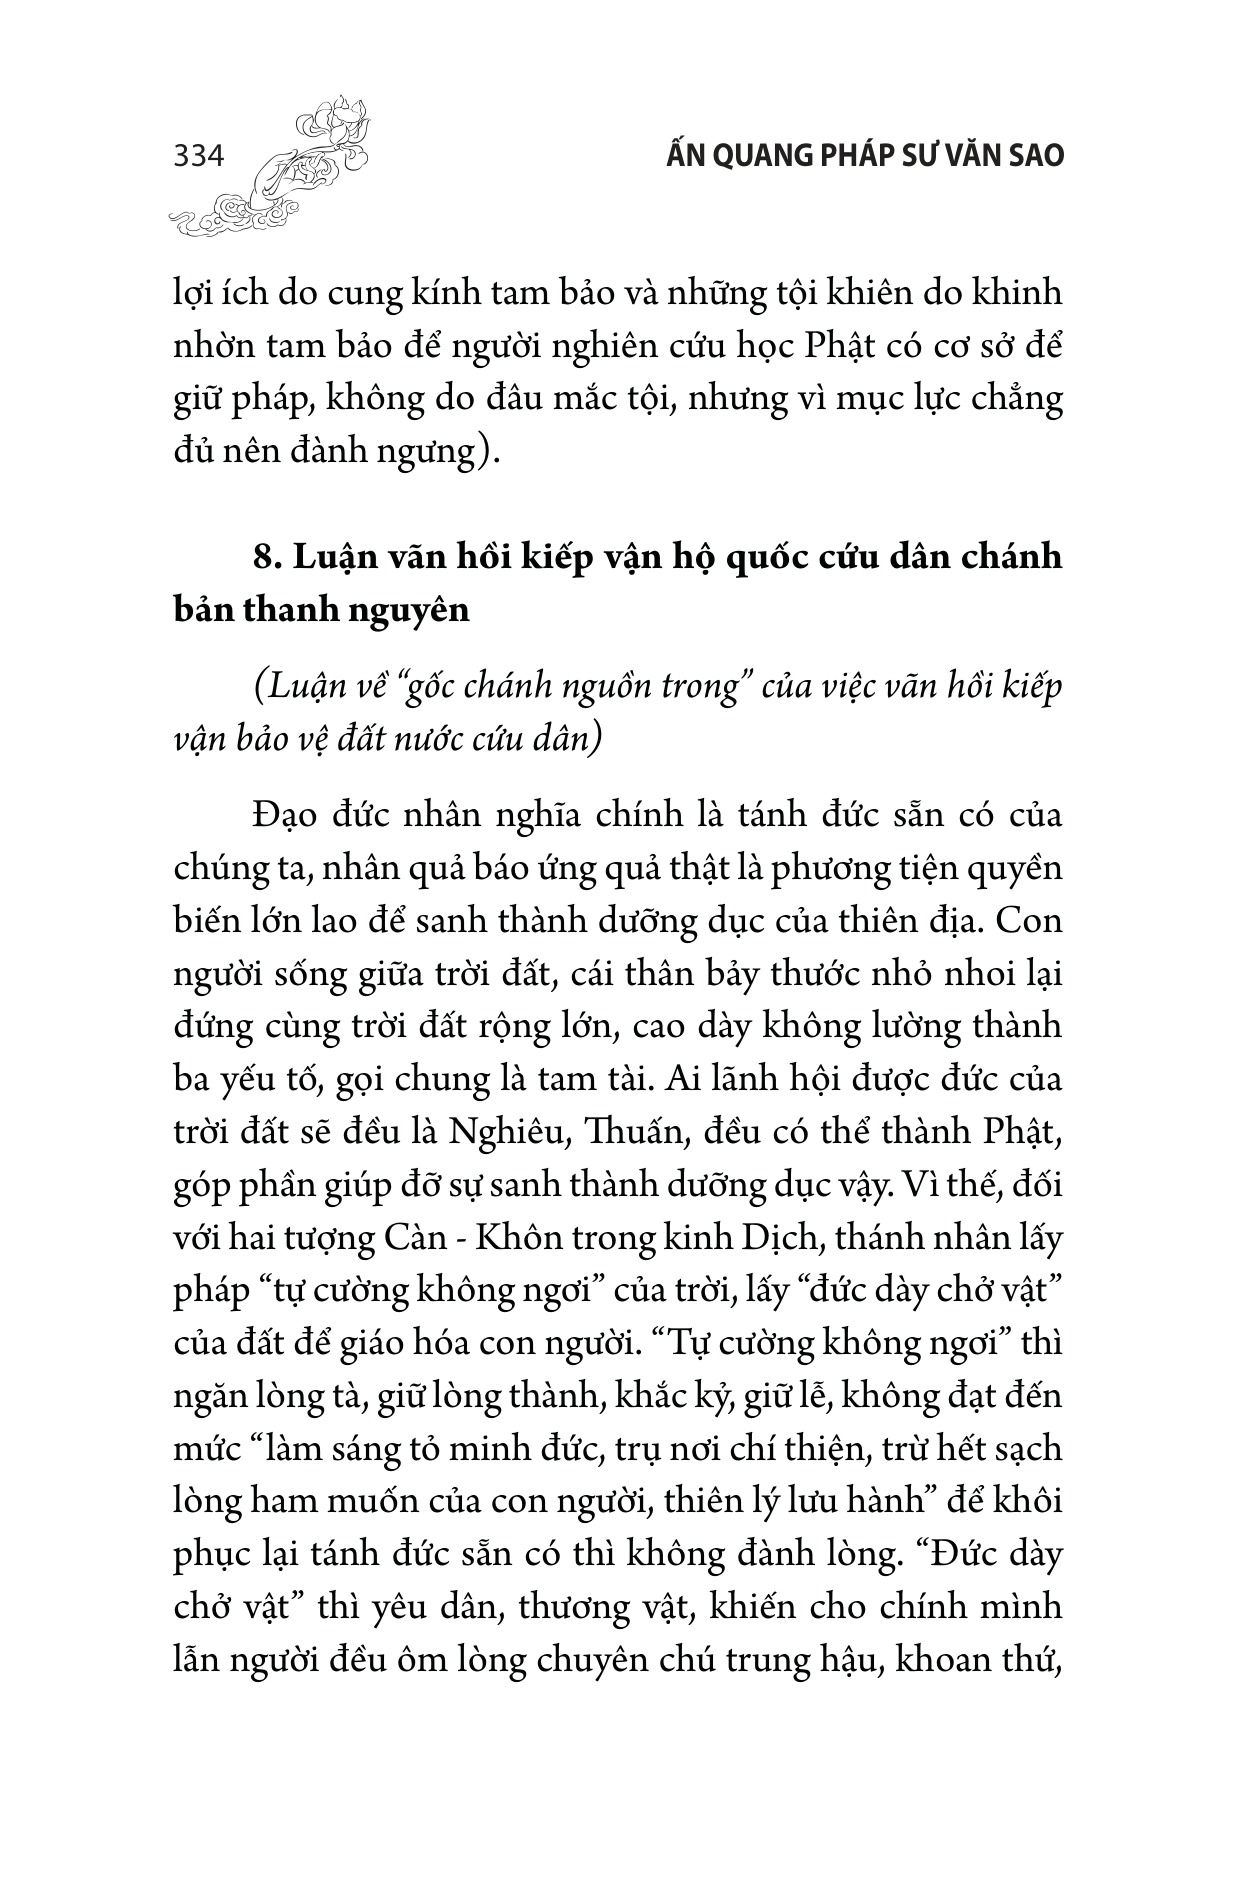 334
ẤN QUANG PHÁP SƯ VĂN SAO
lợi ích do cung kính tam bảo và những tội khiên do khinh
nhờn tam bảo để người nghiên cứu học Phật có cơ sở để
giữ pháp, không do đâu mắc tội, nhưng vì mục lực chẳng
đủ nên đành ngưng).
8. Luận vãn hồi kiếp vận hộ quốc cứu dân chánh
bản thanh nguyên
(Luận về “gốc chánh nguồn trong” của việc vãn hồi kiếp
vận bảo vệ đất nước cứu dân)
Đạo đức nhân nghĩa chính là tánh đức sẵn có của
chúng ta, nhân quả báo ứng quả thật là phương tiện quyền
biến lớn lao để sanh thành dưỡng dục của thiên địa. Con
người sống giữa trời đất, cái thân bảy thước nhỏ nhoi lại
đứng cùng trời đất rộng lớn, cao dày không lường thành
ba yếu tố, gọi chung là tam tài. Ai lãnh hội được đức của
trời đất sẽ đều là Nghiêu, Thuấn, đều có thể thành Phật,
góp phần giúp đỡ sự sanh thành dưỡng dục vậy. Vì thế, đối
với hai tượng Càn - Khôn trong kinh Dịch, thánh nhân lấy
pháp “tự cường không ngơi” của trời, lấy “đức dày chở vật”
của đất để giáo hóa con người. “Tự cường không ngơi” thì
ngăn lòng tà, giữ lòng thành, khắc kỷ, giữ lễ, không đạt đến
mức “làm sáng tỏ minh đức, trụ nơi chí thiện, trừ hết sạch
lòng ham muốn của con người, thiên lý lưu hành” để khôi
phục lại tánh đức sẵn có thì không đành lòng. “Đức dày
chở vật” thì yêu dân, thương vật, khiến cho chính mình
lẫn người đều ôm lòng chuyên chú trung hậu, khoan thứ,